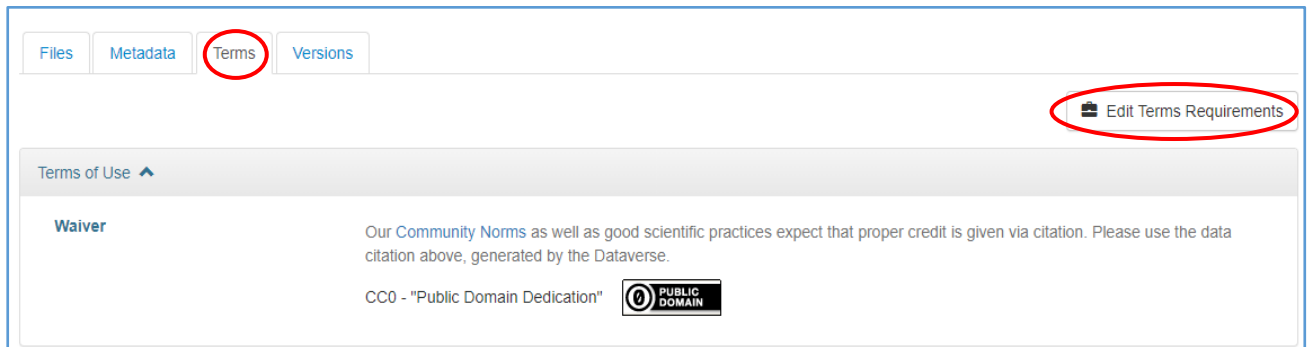 Files Metadata Terms Versions
Edit Terms Requirements
Terms of Use
Waiver
Our Community Norms as well as good scientific practices expect that proper credit is given via citation. Please use the data
citation above, generated by the Dataverse.
CC0 - "Public Domain Dedication" 0 PUBLIC
DOMAIN